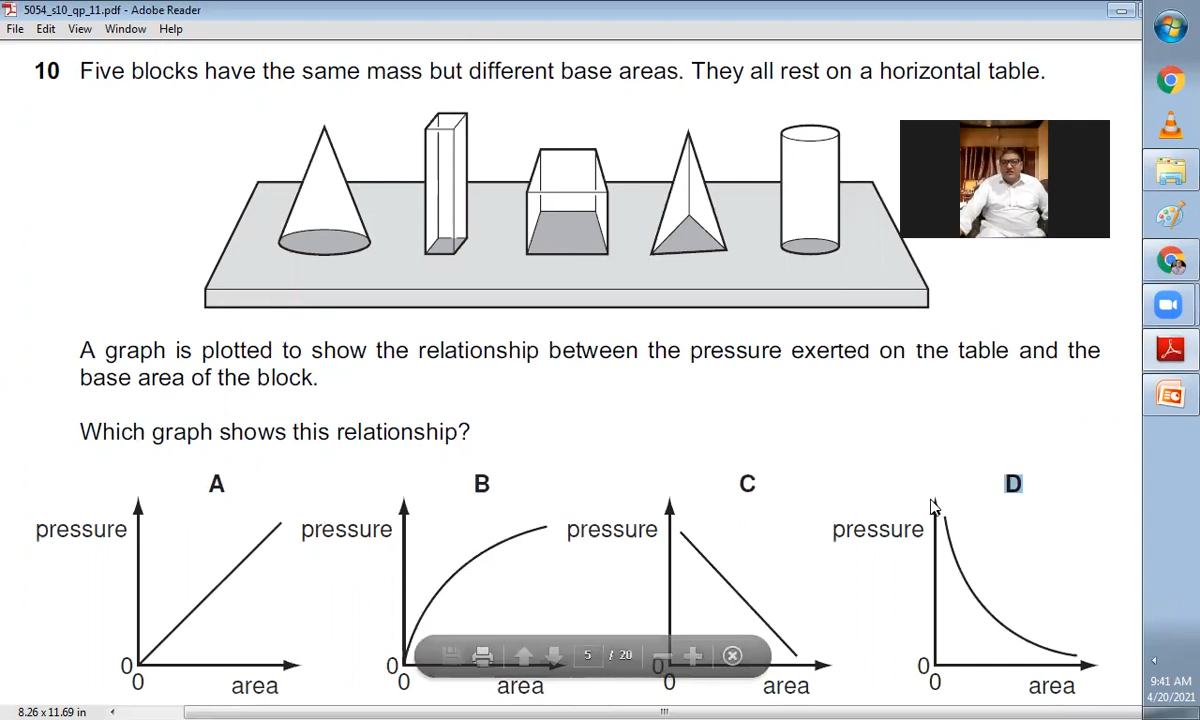 5054_s10_qp_11.pdf - Adobe Reader
File Edit View Window Help
10 Five blocks have the same mass but different base areas. They all rest on a horizontal table.
A graph is plotted to show the relationship between the pressure exerted on the table and the
base area of the block.
Which graph shows this relationship?
A B C D
pressure pressure pressure pressure
0 0 0 0
5 / 20
0 0 0 0
area area area area
8.26 x 11.69 in
9:41 AM
4/20/2021